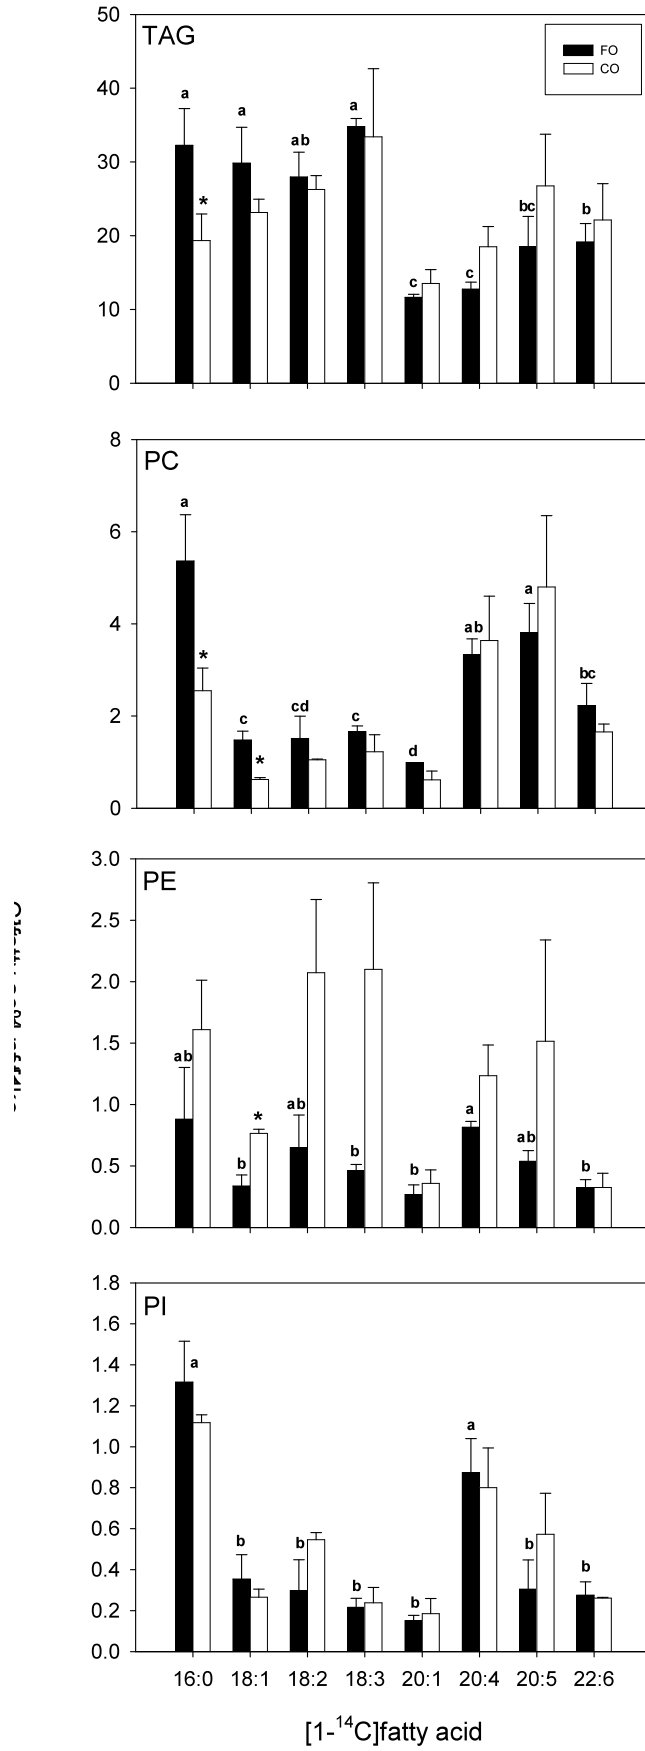 50
TAG
FO
CO
40
a
a
ab
a
30
*
bc
b
20
c
c
10
0
8
PC
a
6
a
ab
4
*
bc
c
cd
c
2
*
d
0
3.0
PE
2.5
2.0
1.5
ab
ab
*
a
1.0
b
b
b
ab
b
0.5
0.0
1.8
PI
1.6
a
1.4
1.2
a
1.0
0.8
0.6
b
b
b
b
b
b
0.4
0.2
0.0
16:0 18:1 18:2 18:3 20:1 20:4 20:5 22:6
[1-14C]fatty acid